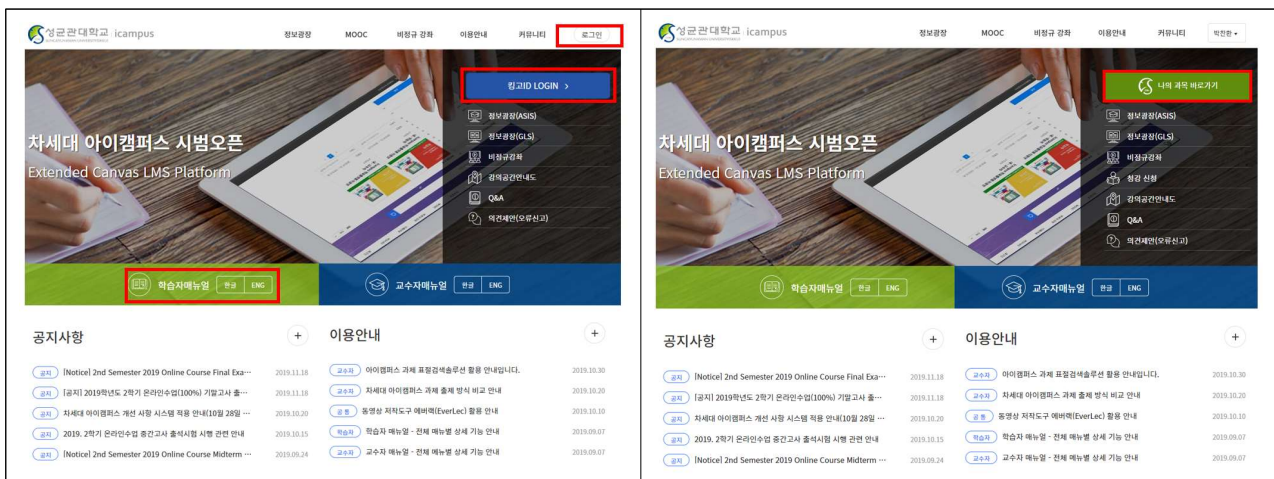 성균관대학교 icampus
정보광장 MOOC 비정규 강좌 이용안내 커뮤니티 로그인
킹고ID LOGIN >
정보광장(ASIS)
정보광장(GLS)
비정규강좌
강의공간안내도
Q&A
의견제안(오류신고)
차세대 아이캠퍼스 시범오픈
Extended Canvas LMS Platform
학습자매뉴얼 한글 ENG
교수자매뉴얼 한글 ENG
공지사항 +
공지 [Notice] 2nd Semester 2019 Online Course Final Exa··· 2019.11.18
공지 [공지] 2019학년도 2학기 온라인수업(100%) 기말고사 출··· 2019.11.18
공지 차세대 아이캠퍼스 개선 사항 시스템 적용 안내(10월 28일 ··· 2019.10.20
공지 2019. 2학기 온라인수업 중간고사 출석시험 시행 관련 안내 2019.10.15
공지 [Notice] 2nd Semester 2019 Online Course Midterm ··· 2019.09.24
이용안내 +
교수자 아이캠퍼스 과제 표절검색솔루션 활용 안내입니다. 2019.10.30
교수자 차세대 아이캠퍼스 과제 출제 방식 비교 안내 2019.10.20
공통 동영상 저작도구 에버렉(EverLec) 활용 안내 2019.10.10
학습자 학습자 매뉴얼 - 전체 메뉴별 상세 기능 안내 2019.09.07
교수자 교수자 매뉴얼 - 전체 메뉴별 상세 기능 안내 2019.09.07
성균관대학교 icampus
정보광장 MOOC 비정규 강좌 이용안내 커뮤니티 박찬환
나의 과목 바로가기
정보광장(ASIS)
정보광장(GLS)
비정규강좌
청강 신청
강의공간안내도
Q&A
의견제안(오류신고)
차세대 아이캠퍼스 시범오픈
Extended Canvas LMS Platform
학습자매뉴얼 한글 ENG
교수자매뉴얼 한글 ENG
공지사항 +
공지 [Notice] 2nd Semester 2019 Online Course Final Exa··· 2019.11.18
공지 [공지] 2019학년도 2학기 온라인수업(100%) 기말고사 출··· 2019.11.18
공지 차세대 아이캠퍼스 개선 사항 시스템 적용 안내(10월 28일 ··· 2019.10.20
공지 2019. 2학기 온라인수업 중간고사 출석시험 시행 관련 안내 2019.10.15
공지 [Notice] 2nd Semester 2019 Online Course Midterm ··· 2019.09.24
이용안내 +
교수자 아이캠퍼스 과제 표절검색솔루션 활용 안내입니다. 2019.10.30
교수자 차세대 아이캠퍼스 과제 출제 방식 비교 안내 2019.10.20
공통 동영상 저작도구 에버렉(EverLec) 활용 안내 2019.10.10
학습자 학습자 매뉴얼 - 전체 메뉴별 상세 기능 안내 2019.09.07
교수자 교수자 매뉴얼 - 전체 메뉴별 상세 기능 안내 2019.09.07